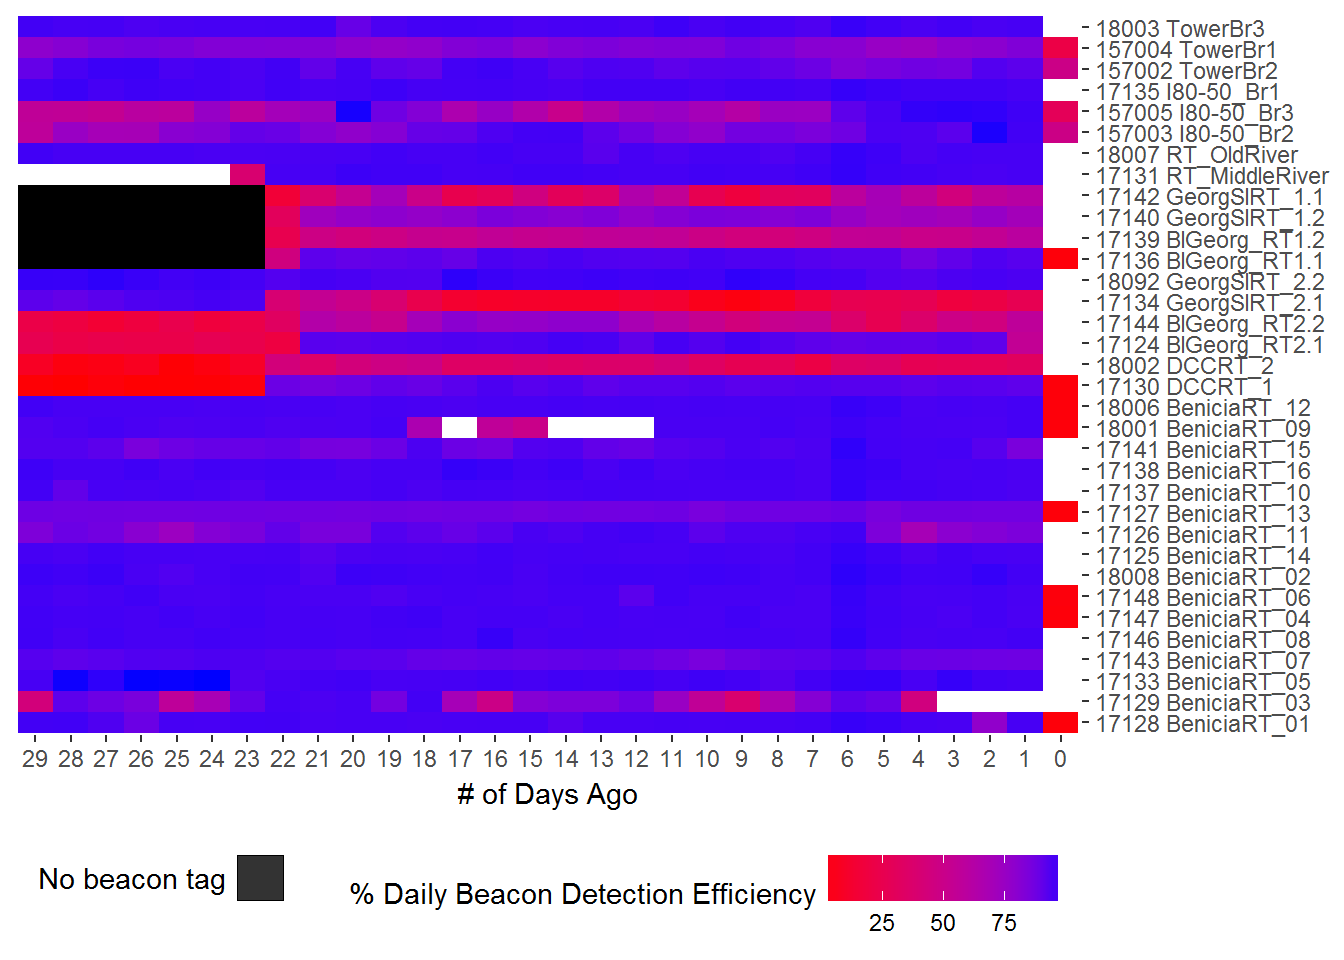 18003 TowerBr3
157004 TowerBr1
157002 TowerBr2
17135 I80-50_Br1
157005 I80-50_Br3
157003 I80-50_Br2
18007 RT_OldRiver
17131 RT_MiddleRiver
17142 GeorgSlRT_1.1
17140 GeorgSlRT_1.2
17139 BlGeorg_RT1.2
17136 BlGeorg_RT1.1
18092 GeorgSlRT_2.2
17134 GeorgSlRT_2.1
17144 BlGeorg_RT2.2
17124 BlGeorg_RT2.1
18002 DCCRT_2
17130 DCCRT_1
18006 BeniciaRT_12
18001 BeniciaRT_09
17141 BeniciaRT_15
17138 BeniciaRT_16
17137 BeniciaRT_10
17127 BeniciaRT_13
17126 BeniciaRT_11
17125 BeniciaRT_14
18008 BeniciaRT_02
17148 BeniciaRT_06
17147 BeniciaRT_04
17146 BeniciaRT_08
17143 BeniciaRT_07
17133 BeniciaRT_05
17129 BeniciaRT_03
17128 BeniciaRT_01
29 28 27 26 25 24 23 22 21 20 19 18 17 16 15 14 13 12 11 10 9 8 7 6 5 4 3 2 1 0
# of Days Ago
No beacon tag
% Daily Beacon Detection Efficiency
25 50 75